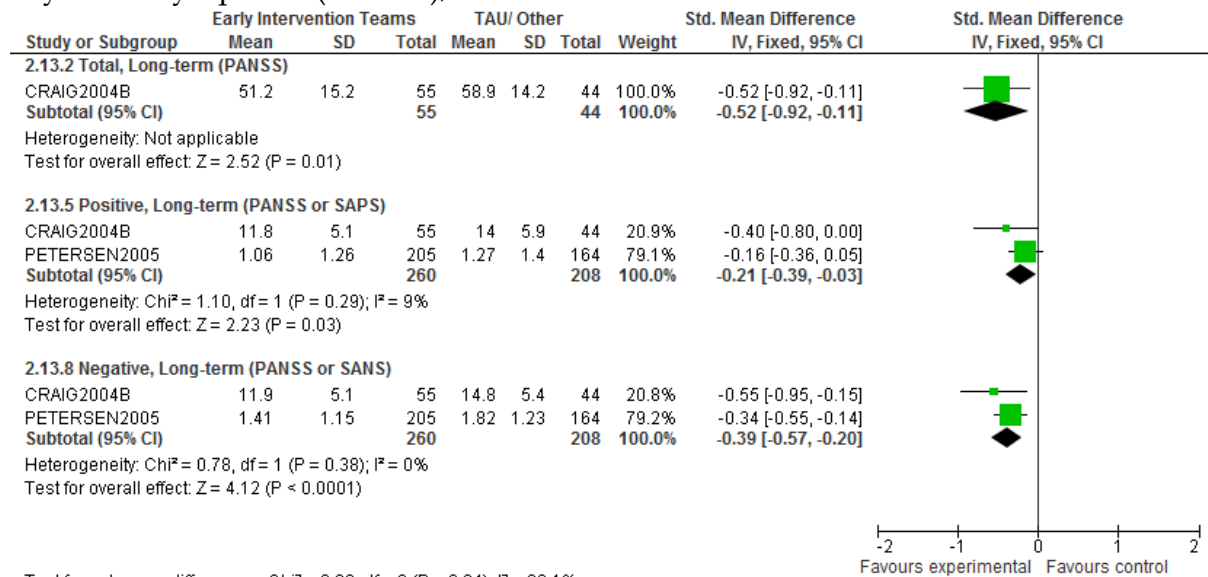 Early Intervention Teams TAU/ Other Std. Mean Difference Std. Mean Difference
Study or Subgroup Mean SD Total Mean SD Total Weight IV, Fixed, 95% CI IV, Fixed, 95% CI
2.13.2 Total, Long-term (PANSS)
CRAIG2004B 51.2 15.2 55 58.9 14.2 44 100.0% -0.52 [-0.92, -0.11]
Subtotal (95% CI) 55 44 100.0% -0.52 [-0.92, -0.11]
Heterogeneity: Not applicable
Test for overall effect: Z = 2.52 (P = 0.01)
2.13.5 Positive, Long-term (PANSS or SAPS)
CRAIG2004B 11.8 5.1 55 14 5.9 44 20.9% -0.40 [-0.80, 0.00]
PETERSEN2005 1.06 1.26 205 1.27 1.4 164 79.1% -0.16 [-0.36, 0.05]
Subtotal (95% CI) 260 208 100.0% -0.21 [-0.39, -0.03]
Heterogeneity: Chi² = 1.10, df = 1 (P = 0.29); I² = 9%
Test for overall effect: Z = 2.23 (P = 0.03)
2.13.8 Negative, Long-term (PANSS or SANS)
CRAIG2004B 11.9 5.1 55 14.8 5.4 44 20.8% -0.55 [-0.95, -0.15]
PETERSEN2005 1.41 1.15 205 1.82 1.23 164 79.2% -0.34 [-0.55, -0.14]
Subtotal (95% CI) 260 208 100.0% -0.39 [-0.57, -0.20]
Heterogeneity: Chi² = 0.78, df = 1 (P = 0.38); I² = 0%
Test for overall effect: Z = 4.12 (P < 0.0001)
-2 -1 0 1 2
Favours experimental Favours control